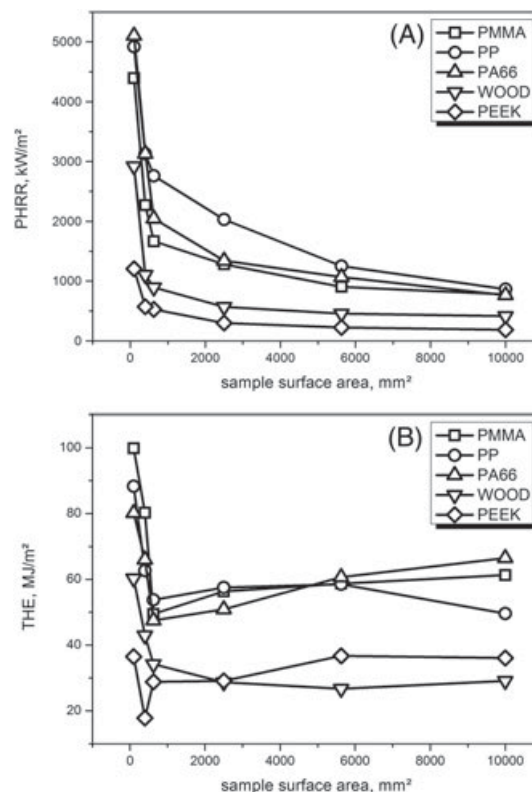 (A)
PMMA
PP
PA66
WOOD
PEEK
5000
4000
3000
2000
1000
0
PHRR, kW/m²
0 2000 4000 6000 8000 10000
sample surface area, mm²
(B)
PMMA
PP
PA66
WOOD
PEEK
100
80
60
40
20
THE, MJ/m²
0 2000 4000 6000 8000 10000
sample surface area, mm²